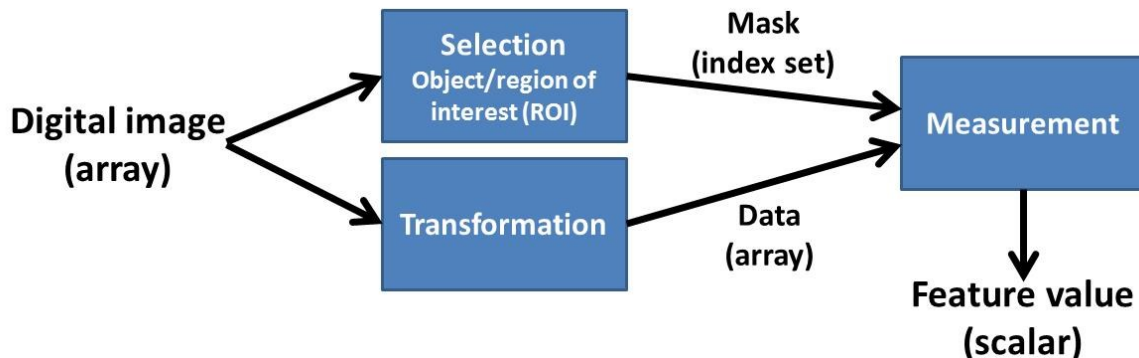 Digital image
(array)
Selection
Object/region of
interest (ROI)
Transformation
Mask
(index set)
Data
(array)
Measurement
Feature value
(scalar)